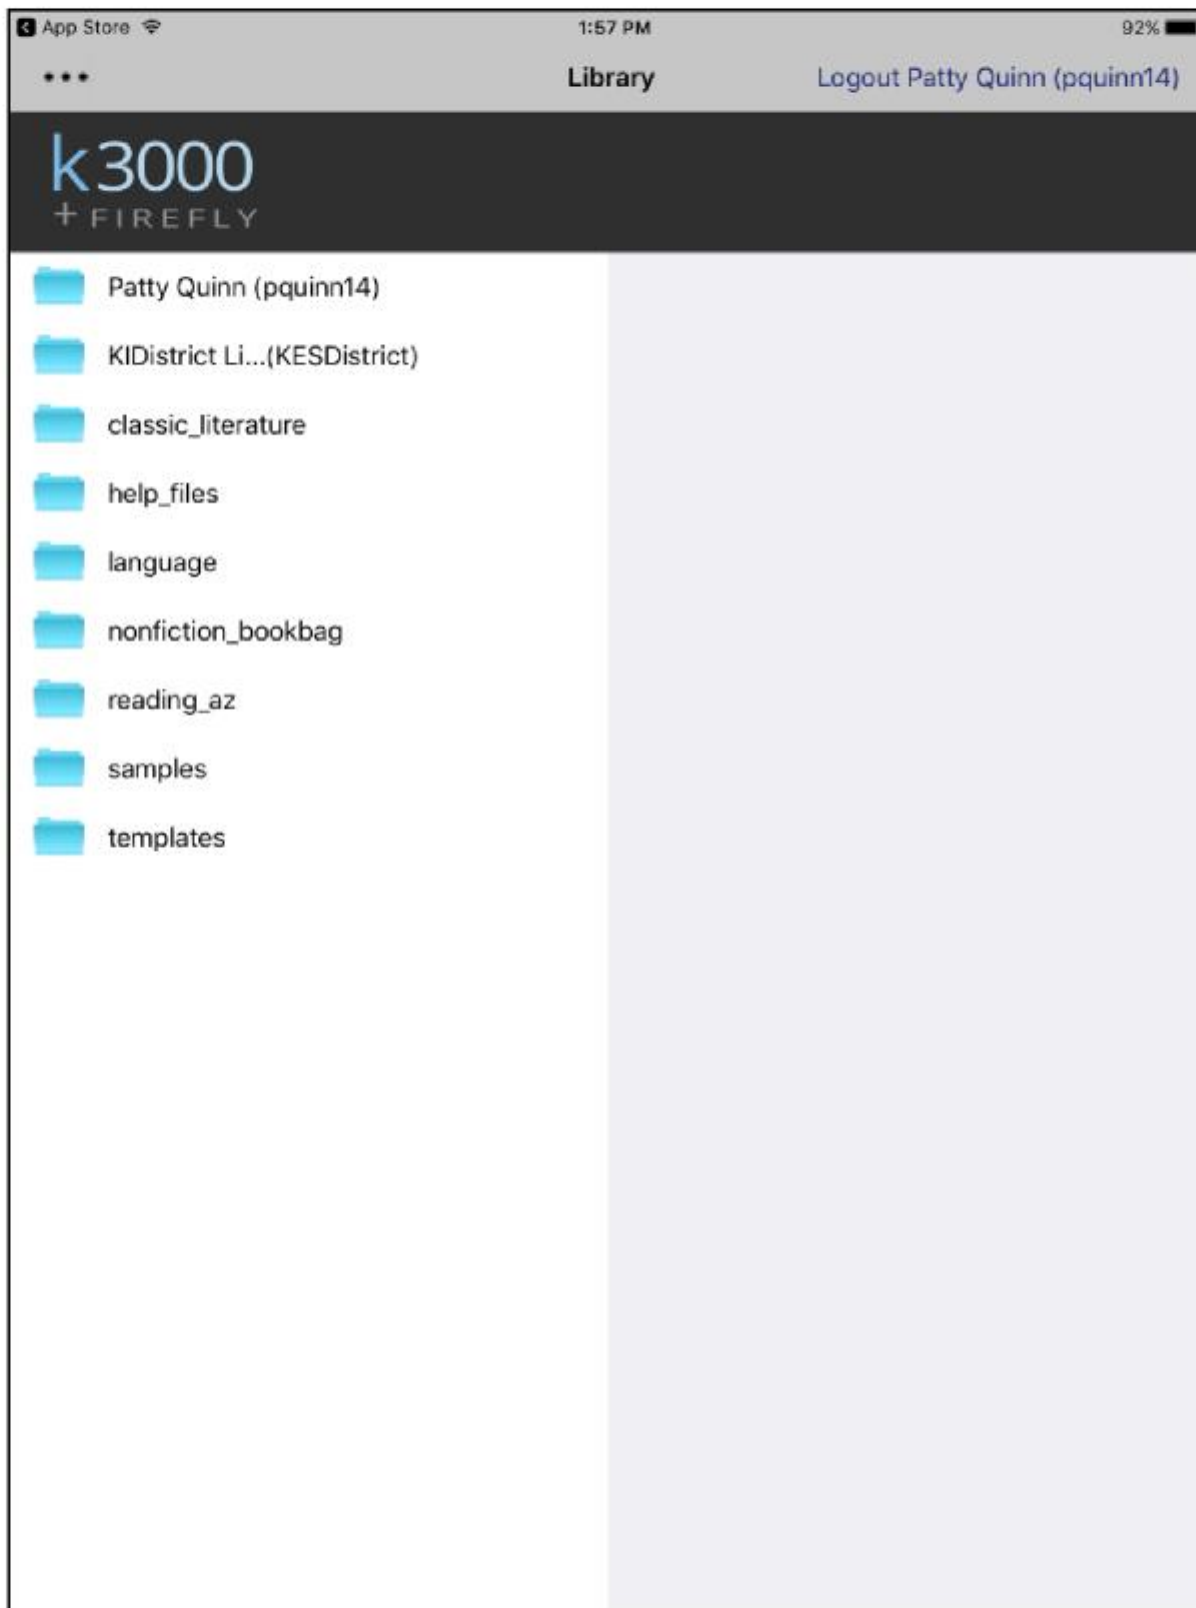 App Store 1:57 PM 92%
••• Library Logout Patty Quinn (pquinn14)
k3000
+FIREFLY
Patty Quinn (pquinn14)
KIDistrict Li...(KESDistrict)
classic_literature
help_files
language
nonfiction_bookbag
reading_az
samples
templates